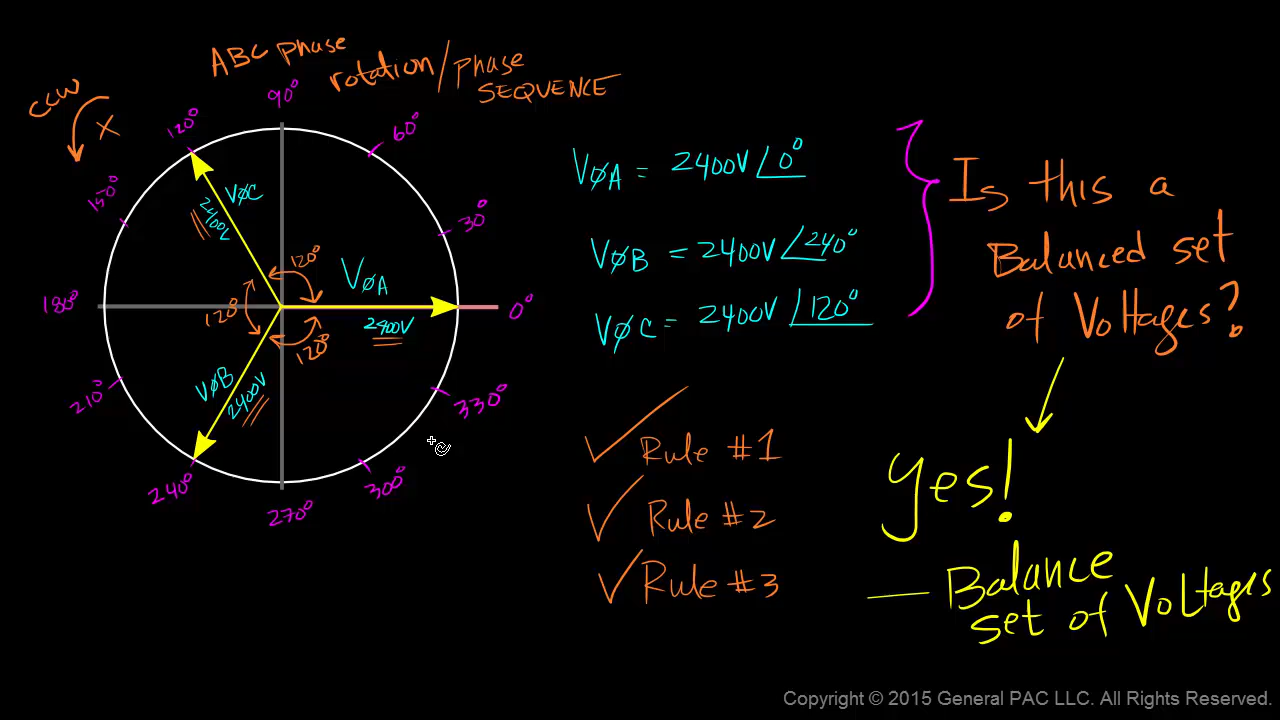 ABC phase
rotation/phase
SEQUENCE
CCW
90°
120°
60°
150°
30°
180°
0°
210°
330°
240°
300°
270°
VØC
120°
VØA
2400V
120°
120°
VØB
2400V
VØA = 2400V∠0°
VØB = 2400V∠240°
VØC = 2400V∠120°
Is this a
Balanced set
of Voltages?
Rule #1
Rule #2
Rule #3
Yes!
— Balance
set of Voltages
Copyright © 2015 General PAC LLC. All Rights Reserved.